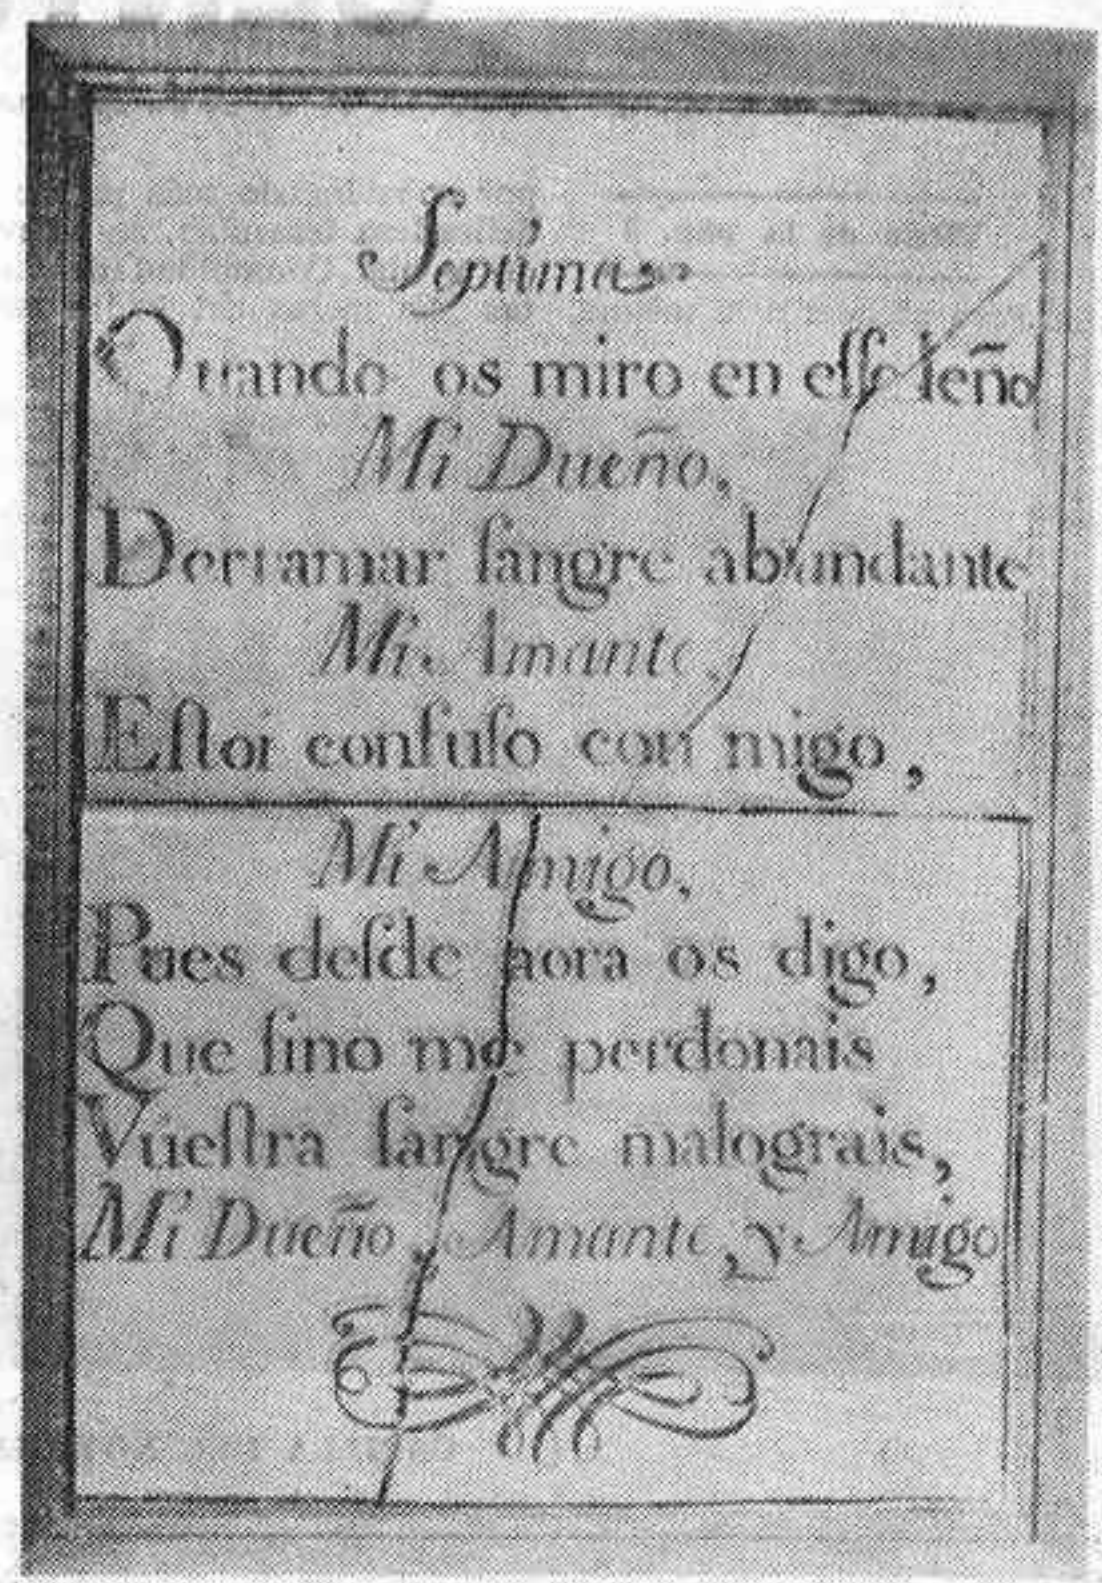 Septima
Quando os miro en eſſe leño
Mi Dueño,
Derramar ſangre abundante
Mi Amante,
Eſtoi confuſo con migo,
Mi Amigo,
Pues deſde aora os digo,
Que ſino me perdonais
Vueſtra ſangre malograis,
Mi Dueño, Amante, y Amigo